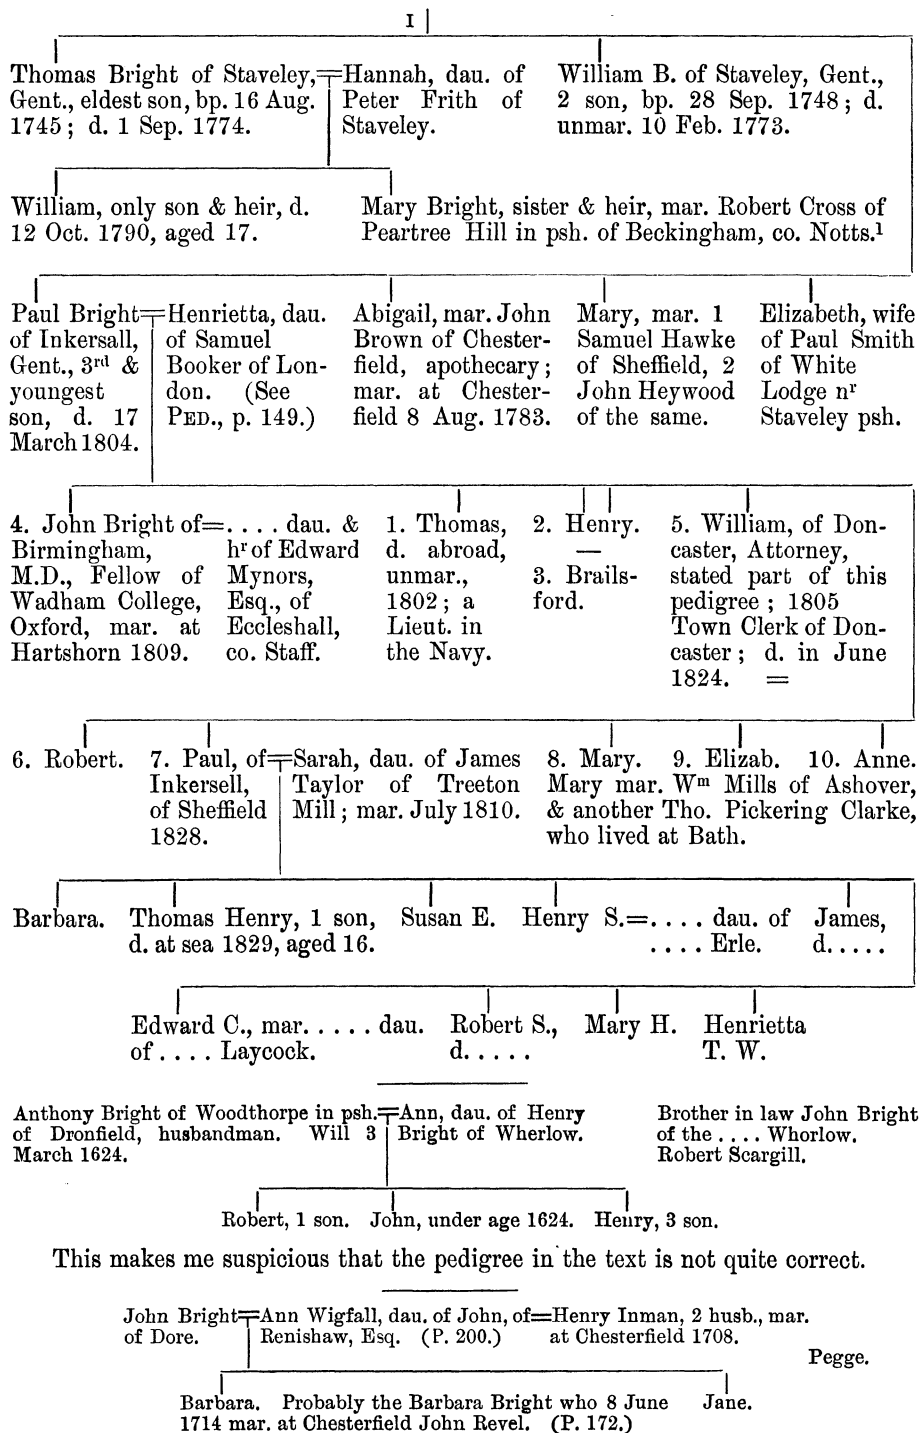 I
Thomas Bright of Staveley,
Gent., eldest son, bp. 16 Aug.
1745; d. 1 Sep. 1774.
=
Hannah, dau. of
Peter Frith of
Staveley.
William B. of Staveley, Gent.,
2 son, bp. 28 Sep. 1748; d.
unmar. 10 Feb. 1773.
William, only son & heir, d.
12 Oct. 1790, aged 17.
Mary Bright, sister & heir, mar. Robert Cross of
Peartree Hill in psh. of Beckingham, co. Notts.¹
Paul Bright
of Inkersall,
Gent., 3rd &
youngest
son, d. 17
March 1804.
=
Henrietta, dau.
of Samuel
Booker of Lon-
don. (See
PED., p. 149.)
Abigail, mar. John
Brown of Chester-
field, apothecary;
mar. at Chester-
field 8 Aug. 1783.
Mary, mar. 1
Samuel Hawke
of Sheffield, 2
John Heywood
of the same.
Elizabeth, wife
of Paul Smith
of White
Lodge nr
Staveley psh.
4. John Bright of
Birmingham,
M.D., Fellow of
Wadham College,
Oxford, mar. at
Hartshorn 1809.
=
. . . . dau. &
hr of Edward
Mynors,
Esq., of
Eccleshall,
co. Staff.
1. Thomas,
d. abroad,
unmar.,
1802; a
Lieut. in
the Navy.
2. Henry.
—
3. Brails-
ford.
5. William, of Don-
caster, Attorney,
stated part of this
pedigree; 1805
Town Clerk of Don-
caster; d. in June
1824. =
6. Robert.
7. Paul, of
Inkersell,
of Sheffield
1828.
=
Sarah, dau. of James
Taylor of Treeton
Mill; mar. July 1810.
8. Mary. 9. Elizab. 10. Anne.
Mary mar. Wm Mills of Ashover,
& another Tho. Pickering Clarke,
who lived at Bath.
Barbara.
Thomas Henry, 1 son,
d. at sea 1829, aged 16.
Susan E.
Henry S.=. . . . dau. of
. . . . Erle.
James,
d. . . . .
Edward C., mar. . . . . dau.
of . . . . Laycock.
Robert S.,
d. . . . .
Mary H.
Henrietta
T. W.
Anthony Bright of Woodthorpe in psh.
of Dronfield, husbandman. Will 3
March 1624.
=
Ann, dau. of Henry
Bright of Wherlow.
Brother in law John Bright
of the . . . . Whorlow.
Robert Scargill.
Robert, 1 son. John, under age 1624. Henry, 3 son.
This makes me suspicious that the pedigree in the text is not quite correct.
John Bright
of Dore.
=
Ann Wigfall, dau. of John, of
Renishaw, Esq. (P. 200.)
=
Henry Inman, 2 husb., mar.
at Chesterfield 1708.
Pegge.
Barbara. Probably the Barbara Bright who 8 June
1714 mar. at Chesterfield John Revel. (P. 172.)
Jane.